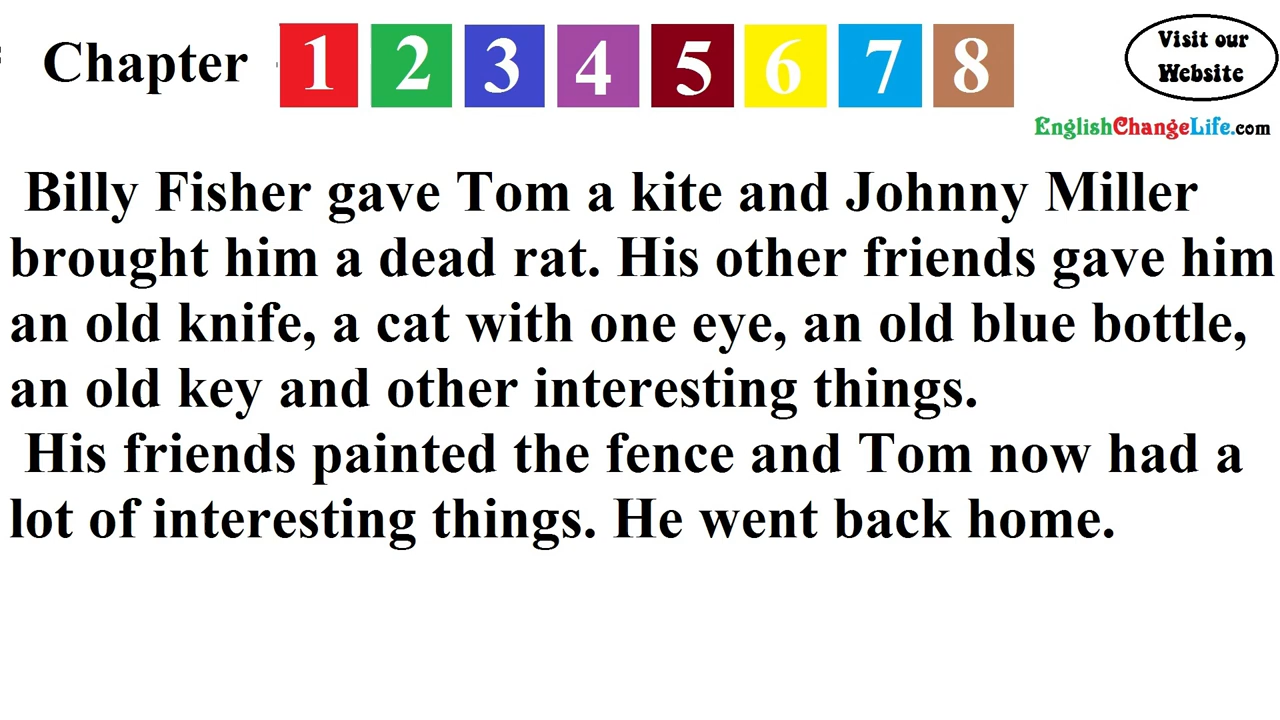 Chapter 1 2 3 4 5 6 7 8
Visit our
Website
EnglishChangeLife.com
Billy Fisher gave Tom a kite and Johnny Miller
brought him a dead rat. His other friends gave him
an old knife, a cat with one eye, an old blue bottle,
an old key and other interesting things.
His friends painted the fence and Tom now had a
lot of interesting things. He went back home.